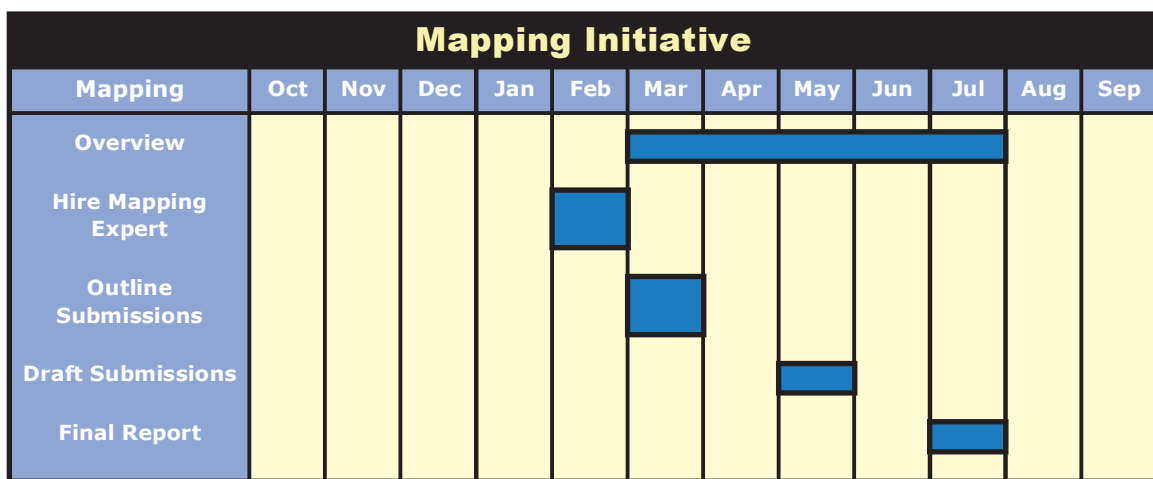 Mapping Initiative
Mapping Oct Nov Dec Jan Feb Mar Apr May Jun Jul Aug Sep
Overview
Hire Mapping
Expert
Outline
Submissions
Draft Submissions
Final Report